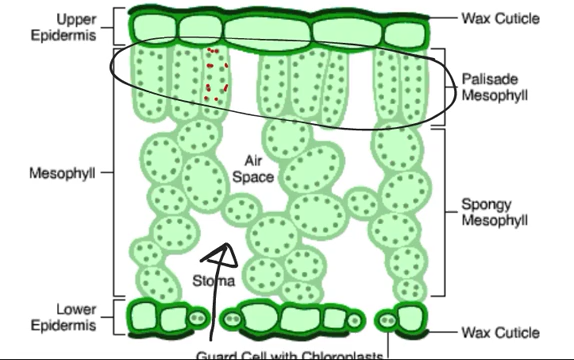 Upper
Epidermis
Wax Cuticle
Palisade
Mesophyll
Mesophyll
Air
Space
Spongy
Mesophyll
Stoma
Lower
Epidermis
Wax Cuticle
Guard Cell with Chloroplasts